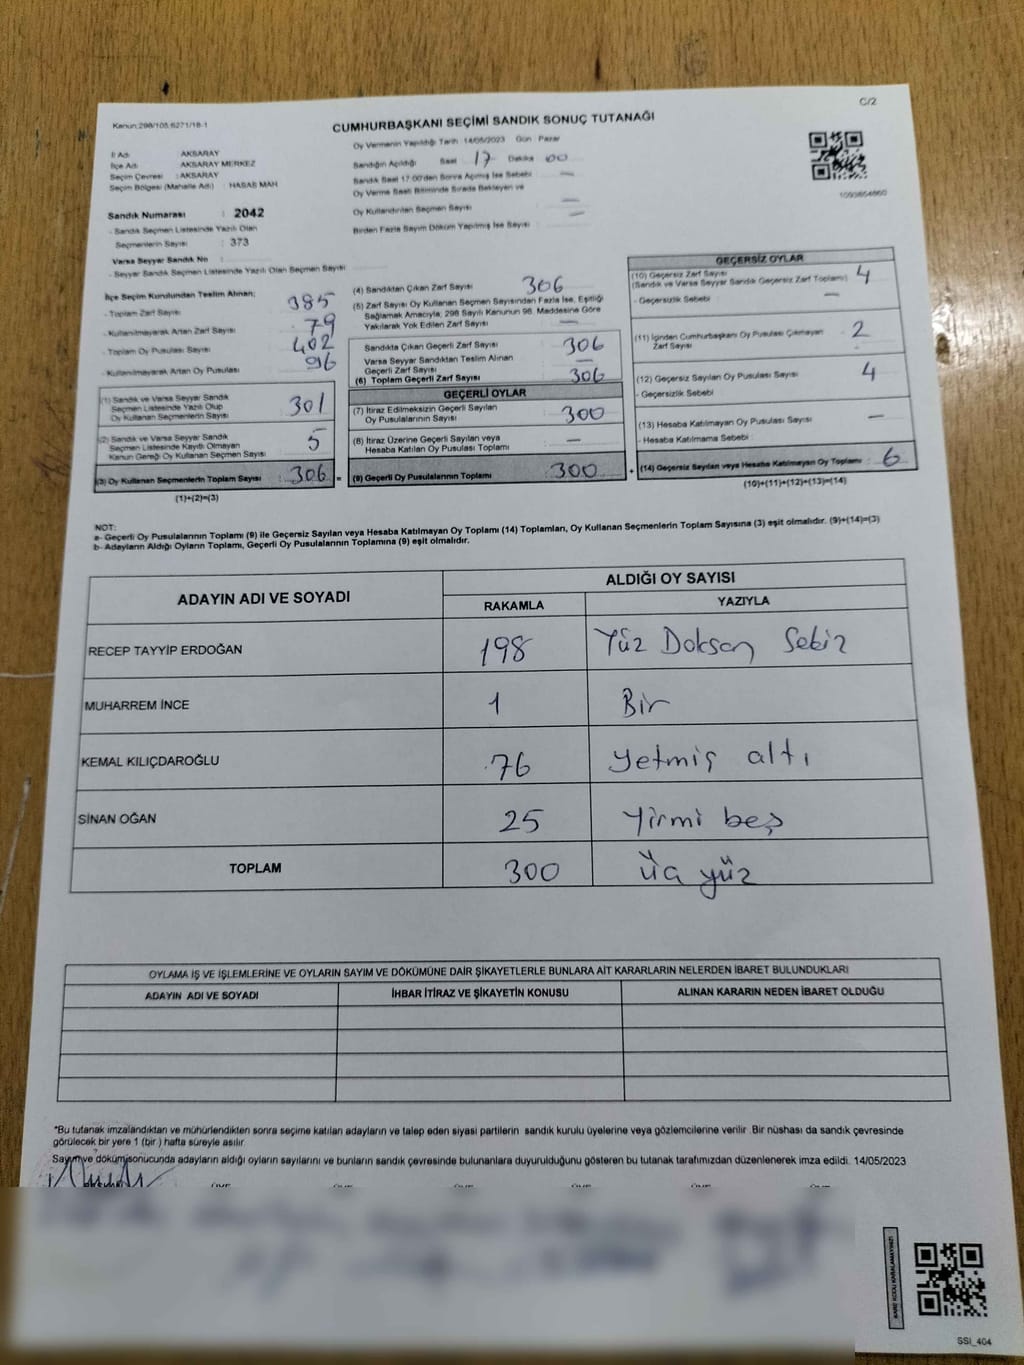 C/2
Kanun:298/103,6271/18-1
CUMHURBAŞKANI SEÇİMİ SANDIK SONUÇ TUTANAĞI
İl Adı : AKSARAY
İlçe Adı : AKSARAY MERKEZ
Seçim Çevresi : AKSARAY
Seçim Bölgesi (Mahalle Adı) : HASAS MAH
Sandık Numarası : 2042
- Sandık Seçmen Listesinde Yazılı Olan
Seçmenlerin Sayısı : 373
Varsa Seyyar Sandık No :
- Seyyar Sandık Seçmen Listesinde Yazılı Olan Seçmen Sayısı :
Oy Vermenin Yapıldığı Tarih 14/05/2023 Gün : Pazar
Sandığın Açıldığı Saat 17 Dakika 00
Sandık Saat 17.00'den Sonra Açılmış İse Sebebi —
Oy Verme Saati Bitiminde Sırada Bekleyen ve
Oy Kullandırılan Seçmen Sayısı —
Birden Fazla Sayım Döküm Yapılmış İse Sayısı : —
1093854860
İlçe Seçim Kurulundan Teslim Alınan;
- Toplam Zarf Sayısı : 385
- Kullanılmayarak Artan Zarf Sayısı : 79
- Toplam Oy Pusulası Sayısı : 402
- Kullanılmayarak Artan Oy Pusulası : 96
(1) Sandık ve Varsa Seyyar Sandık
Seçmen Listesinde Yazılı Olup
Oy Kullanan Seçmenlerin Sayısı : 301
(2) Sandık ve Varsa Seyyar Sandık
Seçmen Listesinde Kayıtlı Olmayan
Kanun Gereği Oy Kullanan Seçmen Sayısı : 5
(3) Oy Kullanan Seçmenlerin Toplam Sayısı : 306 =
(1)+(2)=(3)
(4) Sandıktan Çıkan Zarf Sayısı : 306
(5) Zarf Sayısı Oy Kullanan Seçmen Sayısından Fazla İse, Eşitliği
Sağlamak Amacıyla; 298 Sayılı Kanunun 98. Maddesine Göre
Yakılarak Yok Edilen Zarf Sayısı : —
Sandıkta Çıkan Geçerli Zarf Sayısı : 306
Varsa Seyyar Sandıktan Teslim Alınan
Geçerli Zarf Sayısı : —
(6) Toplam Geçerli Zarf Sayısı : 306
GEÇERLİ OYLAR
(7) İtiraz Edilmeksizin Geçerli Sayılan
Oy Pusulalarının Sayısı : 300
(8) İtiraz Üzerine Geçerli Sayılan veya
Hesaba Katılan Oy Pusulası Toplamı : —
(9) Geçerli Oy Pusulalarının Toplamı : 300 +
GEÇERSİZ OYLAR
(10) Geçersiz Zarf Sayısı
(Sandık ve Varsa Seyyar Sandık Geçersiz Zarf Toplamı) : 4
- Geçersizlik Sebebi : —
(11) İçinden Cumhurbaşkanı Oy Pusulası Çıkmayan
Zarf Sayısı : 2
(12) Geçersiz Sayılan Oy Pusulası Sayısı : 4
- Geçersizlik Sebebi :
(13) Hesaba Katılmayan Oy Pusulası Sayısı : —
- Hesaba Katılmama Sebebi :
(14) Geçersiz Sayılan veya Hesaba Katılmayan Oy Toplamı : 6
(10)+(11)+(12)+(13)=(14)
NOT:
a- Geçerli Oy Pusulalarının Toplamı (9) ile Geçersiz Sayılan veya Hesaba Katılmayan Oy Toplamı (14) Toplamları, Oy Kullanan Seçmenlerin Toplam Sayısına (3) eşit olmalıdır. (9)+(14)=(3)
b- Adayların Aldığı Oyların Toplamı, Geçerli Oy Pusulalarının Toplamına (9) eşit olmalıdır.
ADAYIN ADI VE SOYADI
ALDIĞI OY SAYISI
RAKAMLA YAZIYLA
RECEP TAYYİP ERDOĞAN 198 Yüz Doksan Sekiz
MUHARREM İNCE 1 Bir
KEMAL KILIÇDAROĞLU 76 Yetmiş altı
SİNAN OĞAN 25 Yirmi beş
TOPLAM 300 Üç yüz
OYLAMA İŞ VE İŞLEMLERİNE VE OYLARIN SAYIM VE DÖKÜMÜNE DAİR ŞİKAYETLERLE BUNLARA AİT KARARLARIN NELERDEN İBARET BULUNDUKLARI
ADAYIN ADI VE SOYADI İHBAR İTİRAZ VE ŞİKAYETİN KONUSU ALINAN KARARIN NEDEN İBARET OLDUĞU
*Bu tutanak imzalandıktan ve mühürlendikten sonra seçime katılan adayların ve talep eden siyasi partilerin sandık kurulu üyelerine veya gözlemcilerine verilir .Bir nüshası da sandık çevresinde
görülecek bir yere 1 (bir ) hafta süreyle asılır.
Sayım ve dökümsonucunda adayların aldığı oyların sayılarını ve bunların sandık çevresinde bulunanlara duyurulduğunu gösteren bu tutanak tarafımızdan düzenlenerek imza edildi. 14/05/2023
SSI_404